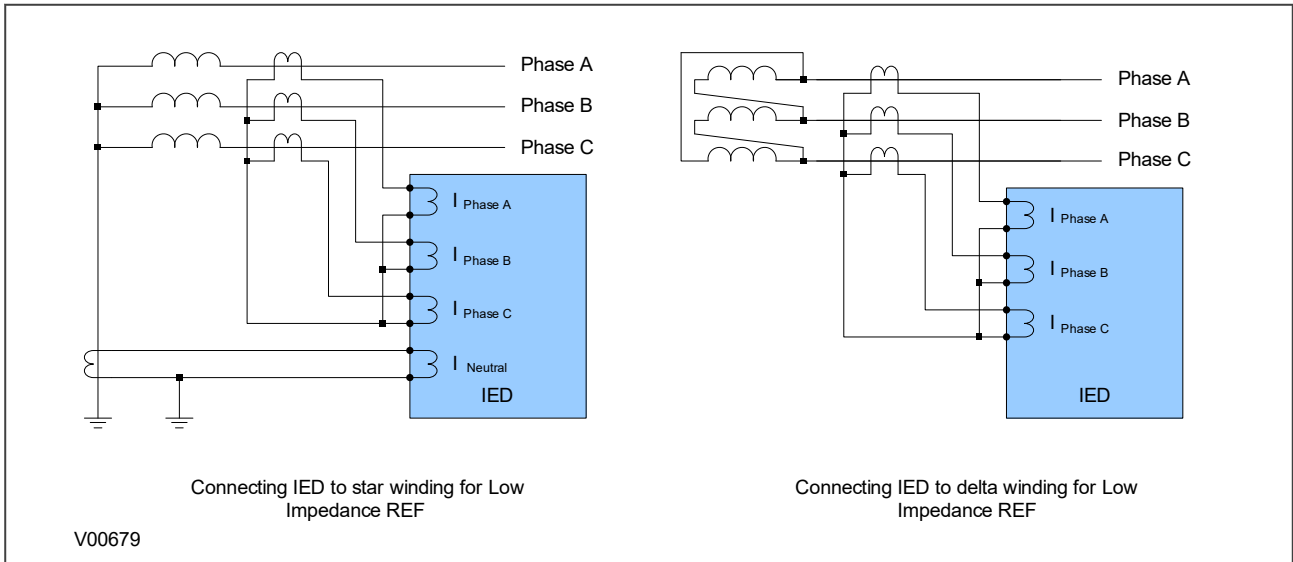 Phase A
Phase B
Phase C
I Phase A
I Phase B
I Phase C
I Neutral
IED
Connecting IED to star winding for Low
Impedance REF
Phase A
Phase B
Phase C
I Phase A
I Phase B
I Phase C
IED
Connecting IED to delta winding for Low
Impedance REF
V00679